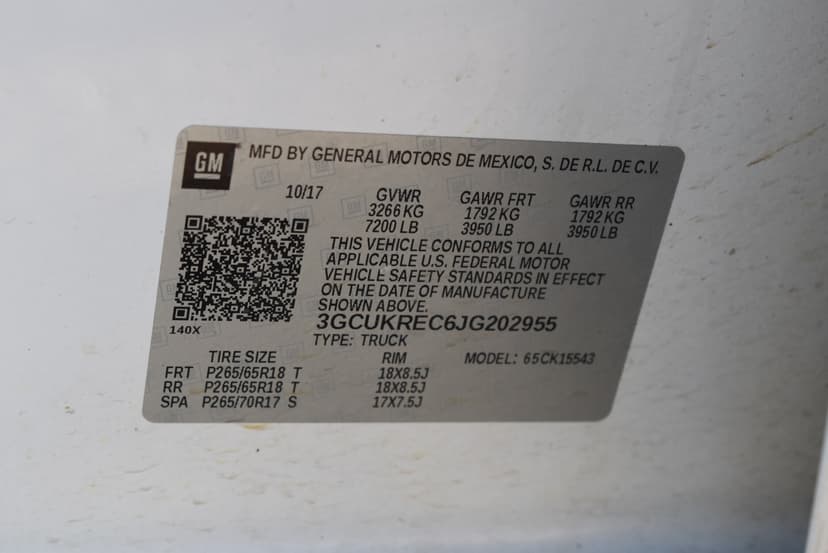 GM MFD BY GENERAL MOTORS DE MEXICO, S. DE R.L. DE C.V.
10/17 GVWR GAWR FRT GAWR RR
3266 KG 1792 KG 1792 KG
7200 LB 3950 LB 3950 LB
THIS VEHICLE CONFORMS TO ALL
APPLICABLE U.S. FEDERAL MOTOR
VEHICLE SAFETY STANDARDS IN EFFECT
ON THE DATE OF MANUFACTURE
SHOWN ABOVE.
140X 3GCUKREC6JG202955
TYPE: TRUCK
TIRE SIZE RIM MODEL: 65CK15543
FRT P265/65R18 T 18X8.5J
RR P265/65R18 T 18X8.5J
SPA P265/70R17 S 17X7.5J